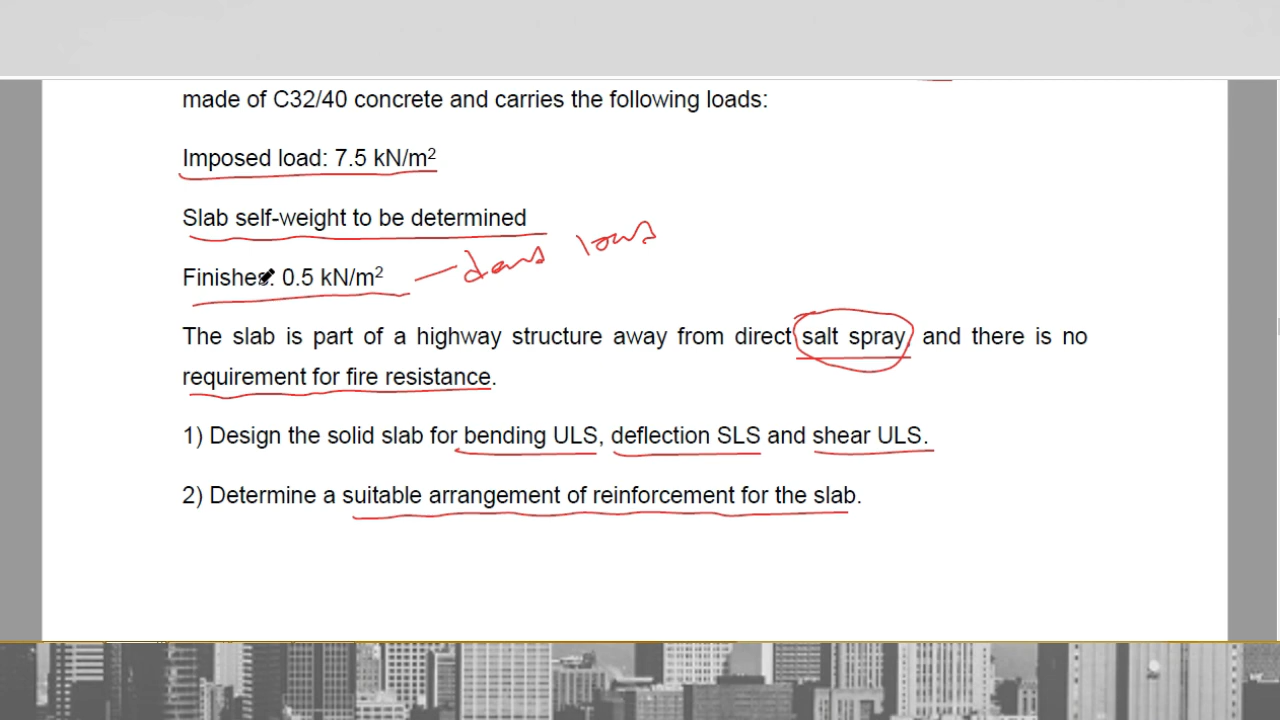 made of C32/40 concrete and carries the following loads:
Imposed load: 7.5 kN/m²
Slab self-weight to be determined
Finishes: 0.5 kN/m²
The slab is part of a highway structure away from direct salt spray, and there is no
requirement for fire resistance.
1) Design the solid slab for bending ULS, deflection SLS and shear ULS.
2) Determine a suitable arrangement of reinforcement for the slab.